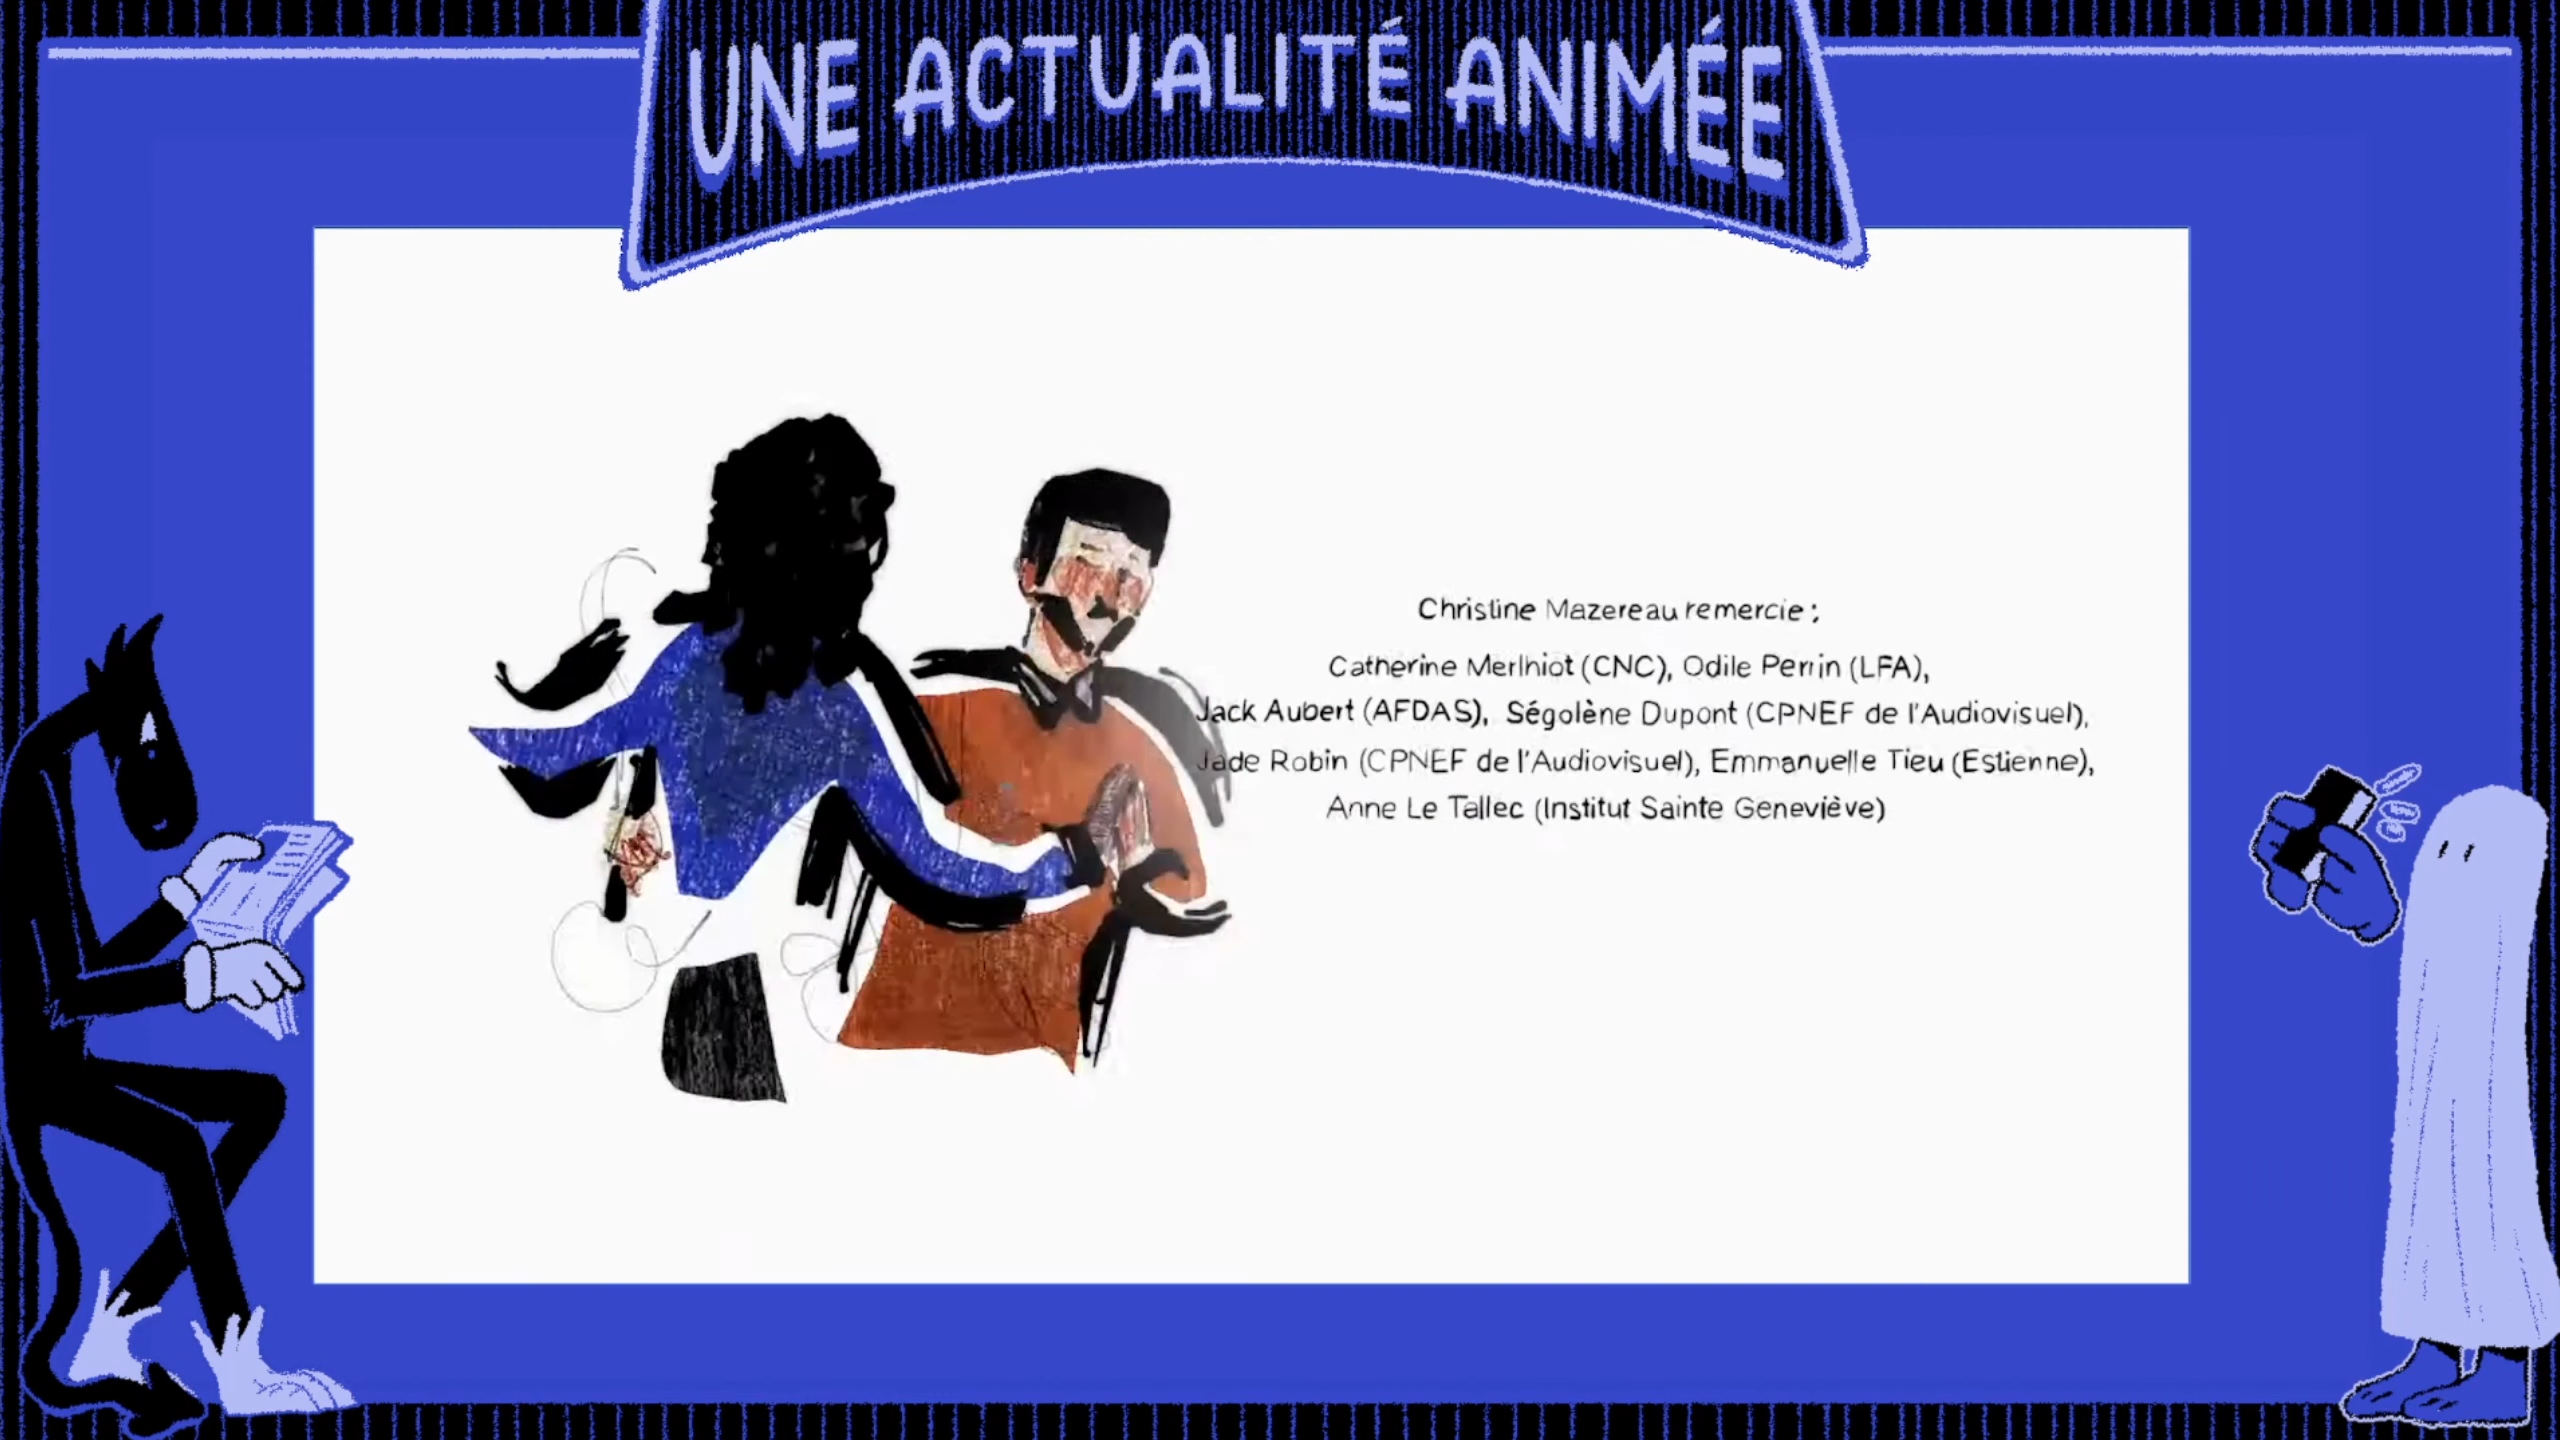 UNE ACTUALITÉ ANIMÉE
Christine Mazereau remercie :
Catherine Merlhiot (CNC), Odile Perrin (LFA),
Jack Aubert (AFDAS), Ségolène Dupont (CPNEF de l'Audiovisuel),
Jade Robin (CPNEF de l'Audiovisuel), Emmanuelle Tieu (Estienne),
Anne Le Tallec (Institut Sainte Geneviève)